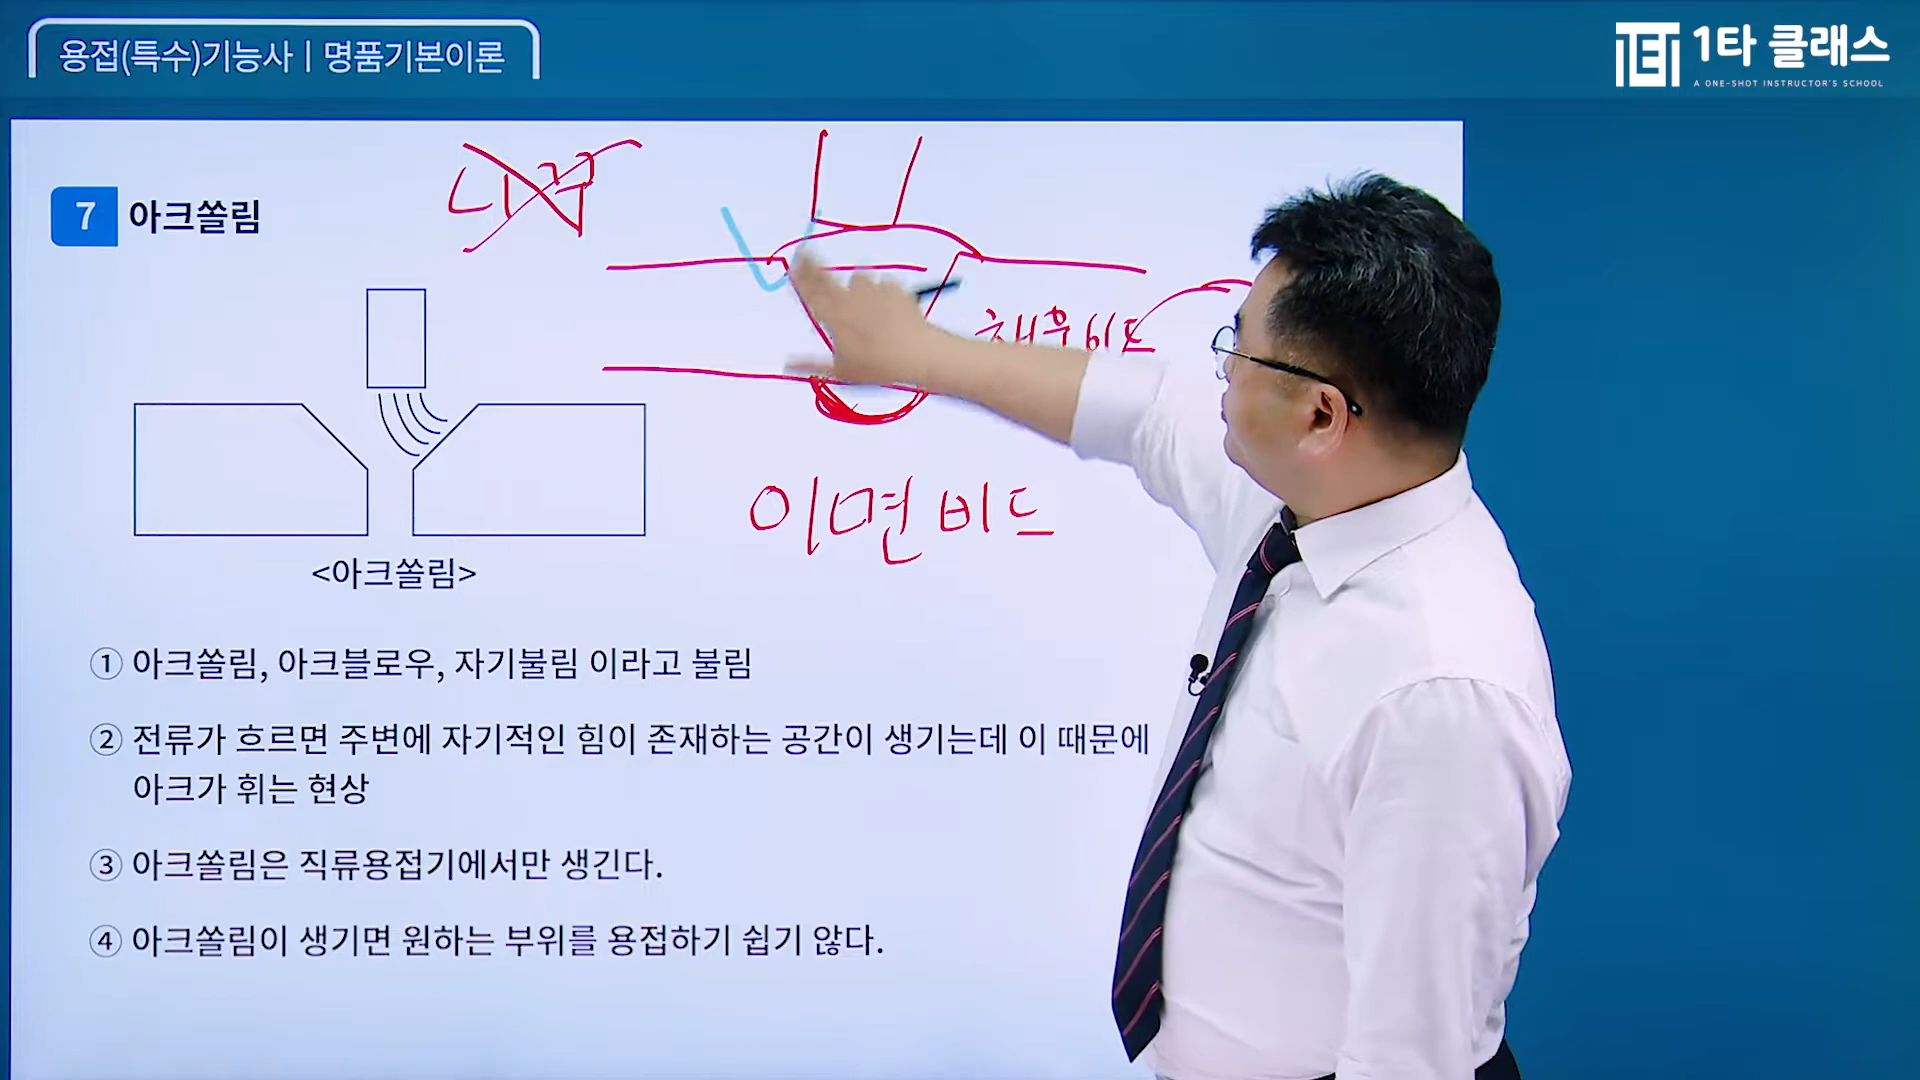 용접(특수)기능사 | 명품기본이론
1타 클래스
A ONE-SHOT INSTRUCTOR'S SCHOOL
7 아크쏠림
이면비드
<아크쏠림>
① 아크쏠림, 아크블로우, 자기불림 이라고 불림
② 전류가 흐르면 주변에 자기적인 힘이 존재하는 공간이 생기는데 이 때문에
아크가 휘는 현상
③ 아크쏠림은 직류용접기에서만 생긴다.
④ 아크쏠림이 생기면 원하는 부위를 용접하기 쉽기 않다.